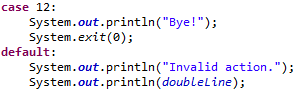 case 12:
System.out.println("Bye!");
System.exit(0);
default:
System.out.println("Invalid action.");
System.out.println(doubleLine);